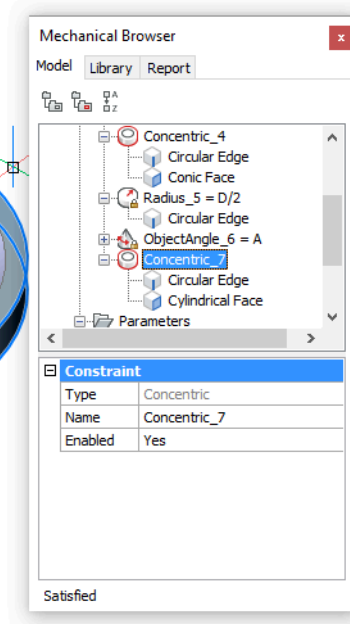 Mechanical Browser x
Model Library Report
A
Z
Concentric_4
Circular Edge
Conic Face
Radius_5 = D/2
Circular Edge
ObjectAngle_6 = A
Concentric_7
Circular Edge
Cylindrical Face
Parameters
Constraint
Type Concentric
Name Concentric_7
Enabled Yes
Satisfied